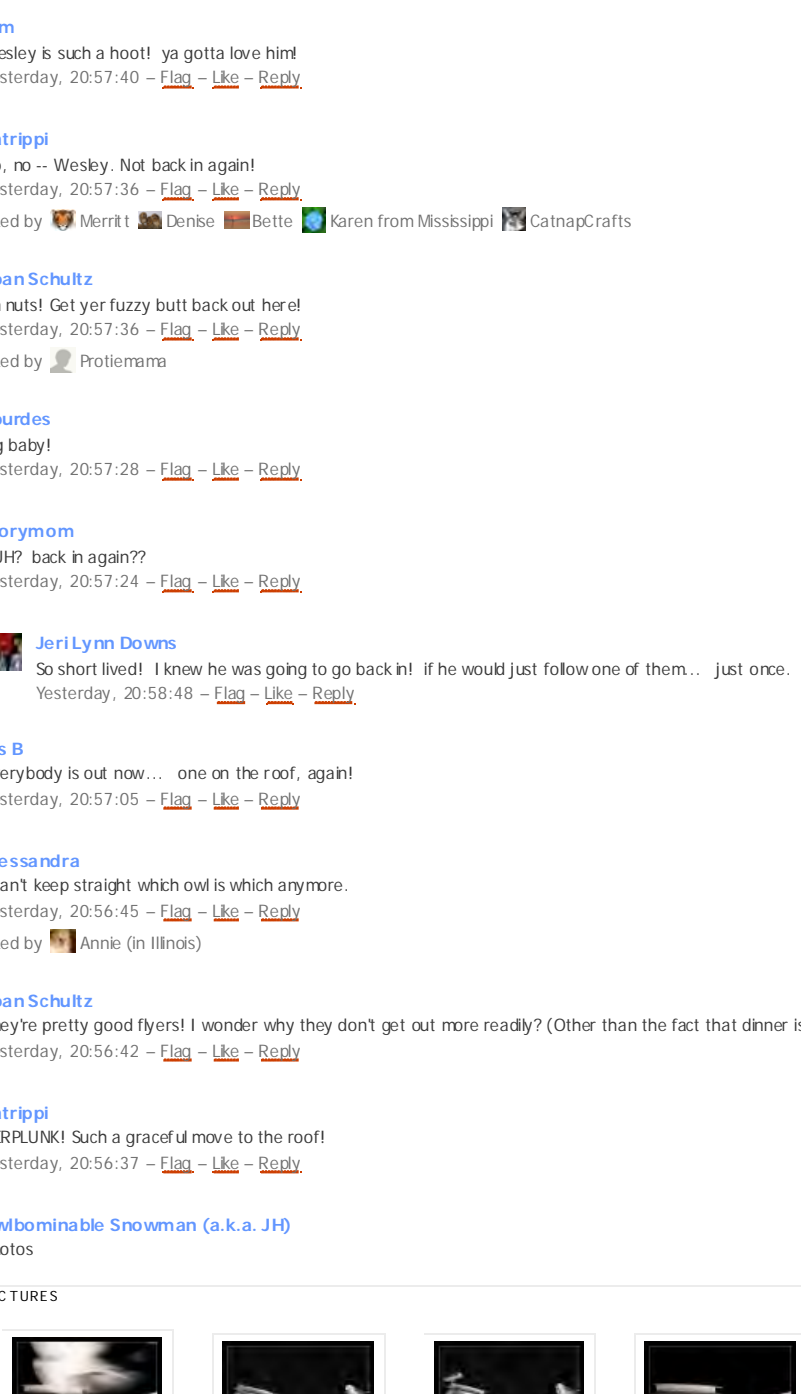 m
esley is such a hoot! ya gotta love him!
sterday, 20:57:40 – Flag – Like – Reply
trippi
, no -- Wesley. Not back in again!
sterday, 20:57:36 – Flag – Like – Reply
ed by Merritt Denise Bette Karen from Mississippi CatnapCrafts
an Schultz
nuts! Get yer fuzzy butt back out here!
sterday, 20:57:36 – Flag – Like – Reply
ed by Protiemama
ourdes
g baby!
sterday, 20:57:28 – Flag – Like – Reply
orymom
UH? back in again??
sterday, 20:57:24 – Flag – Like – Reply
Jeri Lynn Downs
So short lived! I knew he was going to go back in! if he would just follow one of them... just once.
Yesterday, 20:58:48 – Flag – Like – Reply
s B
erybody is out now... one on the roof, again!
sterday, 20:57:05 – Flag – Like – Reply
essandra
an't keep straight which owl is which anymore.
sterday, 20:56:45 – Flag – Like – Reply
ed by Annie (in Illinois)
an Schultz
ey're pretty good flyers! I wonder why they don't get out more readily? (Other than the fact that dinner is
sterday, 20:56:42 – Flag – Like – Reply
trippi
RPLUNK! Such a graceful move to the roof!
sterday, 20:56:37 – Flag – Like – Reply
wlbominable Snowman (a.k.a. JH)
otos
CTURES